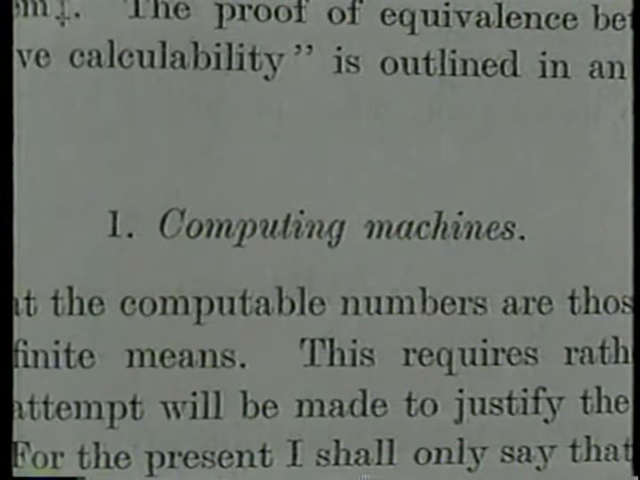 The proof of equivalence be
ve calculability" is outlined in an
1. Computing machines.
at the computable numbers are thos
finite means. This requires rath
attempt will be made to justify the
For the present I shall only say that